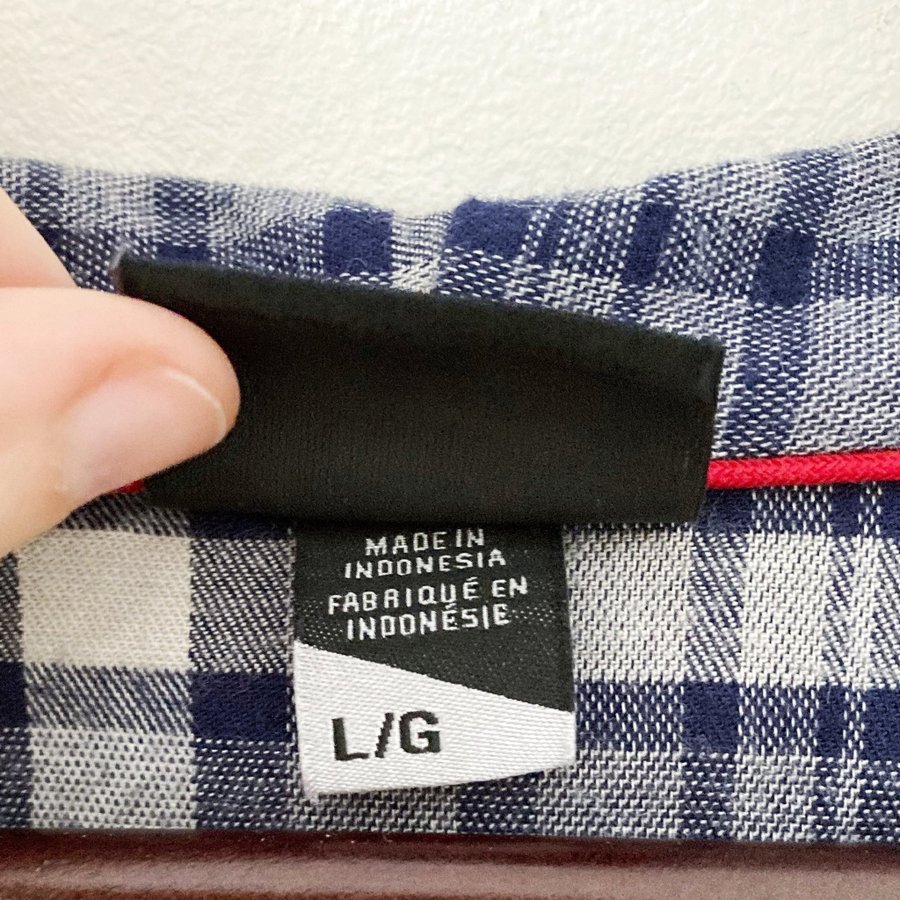 MADE IN
INDONESIA
FABRIQUÉ EN
INDONÉSIE
L/G